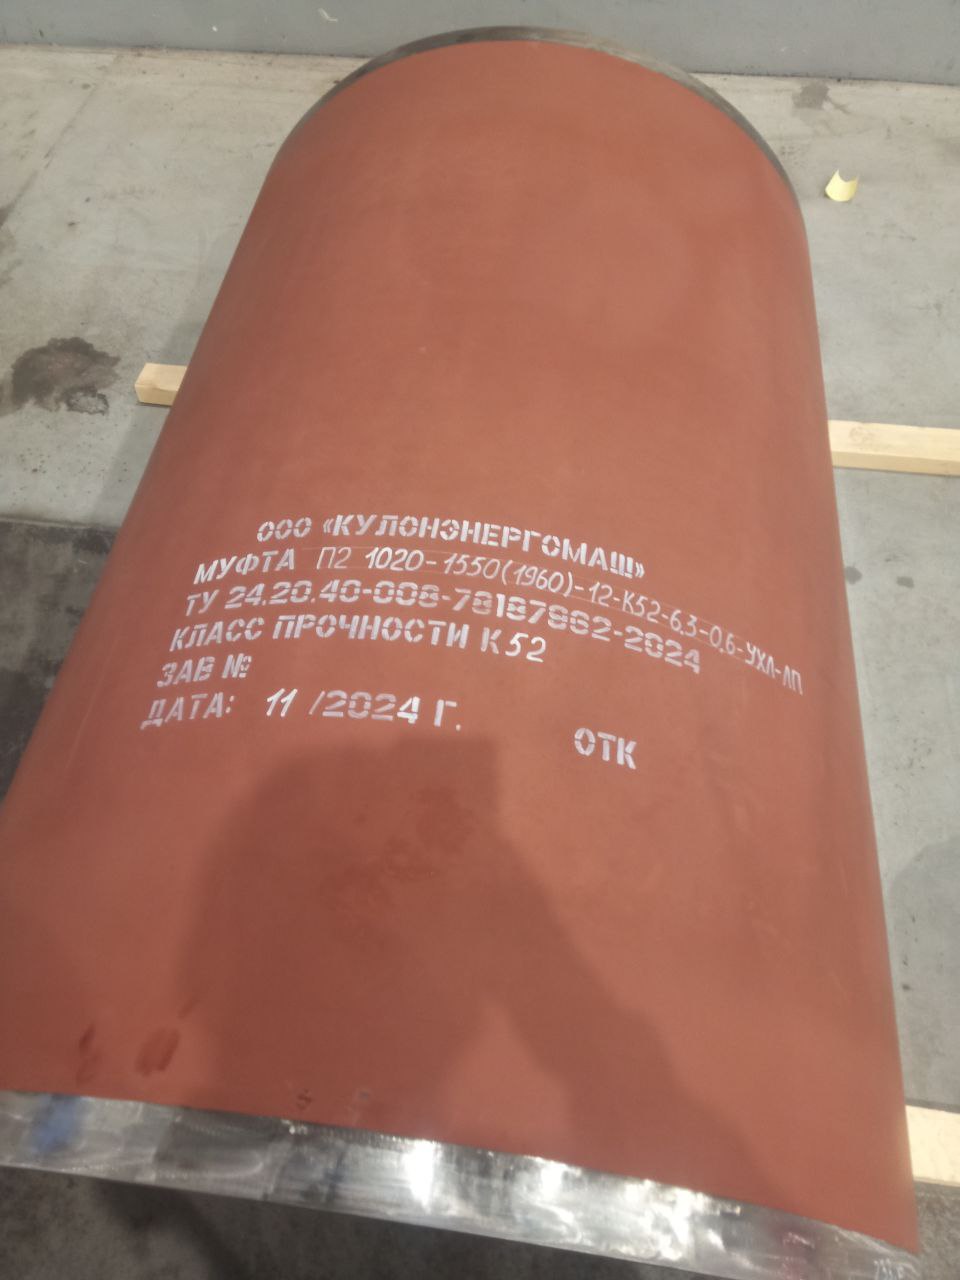 ООО «КУЛОНЭНЕРГОМАШ»
МУФТА П2 1020-1550(1960)-12-К52-6,3-0,6-УХЛ-ЛП
ТУ 24.20.40-008-78187862-2024
КЛАСС ПРОЧНОСТИ К52
ЗАВ №
ДАТА: 11 /2024 Г.
ОТК